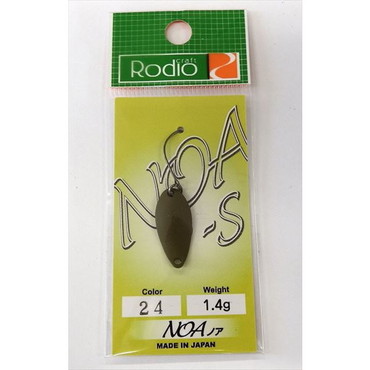 craft
Rodio
NOA
-S
Color
Weight
24
1.4g
NOA ノア
MADE IN JAPAN